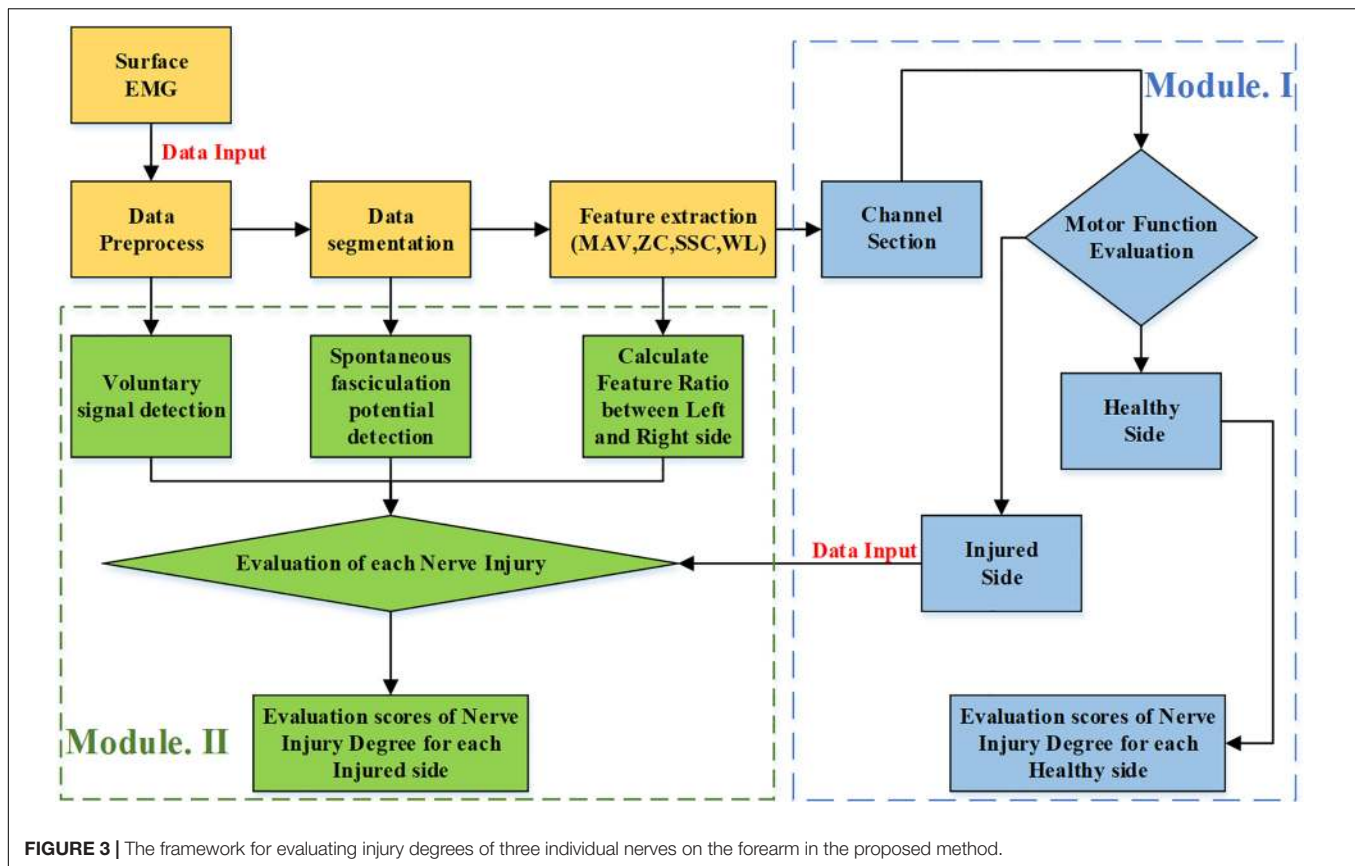 Surface
EMG
Data Input
Data
Preprocess
Data
segmentation
Feature extraction
(MAV,ZC,SSC,WL)
Module. I
Channel
Section
Motor Function
Evaluation
Voluntary
signal detection
Spontaneous
fasciculation
potential
detection
Calculate
Feature Ratio
between Left
and Right side
Healthy
Side
Evaluation of each Nerve Injury
Data Input
Injured
Side
Module. II
Evaluation scores of Nerve
Injury Degree for each
Injured side
Evaluation scores of Nerve
Injury Degree for each
Healthy side
FIGURE 3 | The framework for evaluating injury degrees of three individual nerves on the forearm in the proposed method.